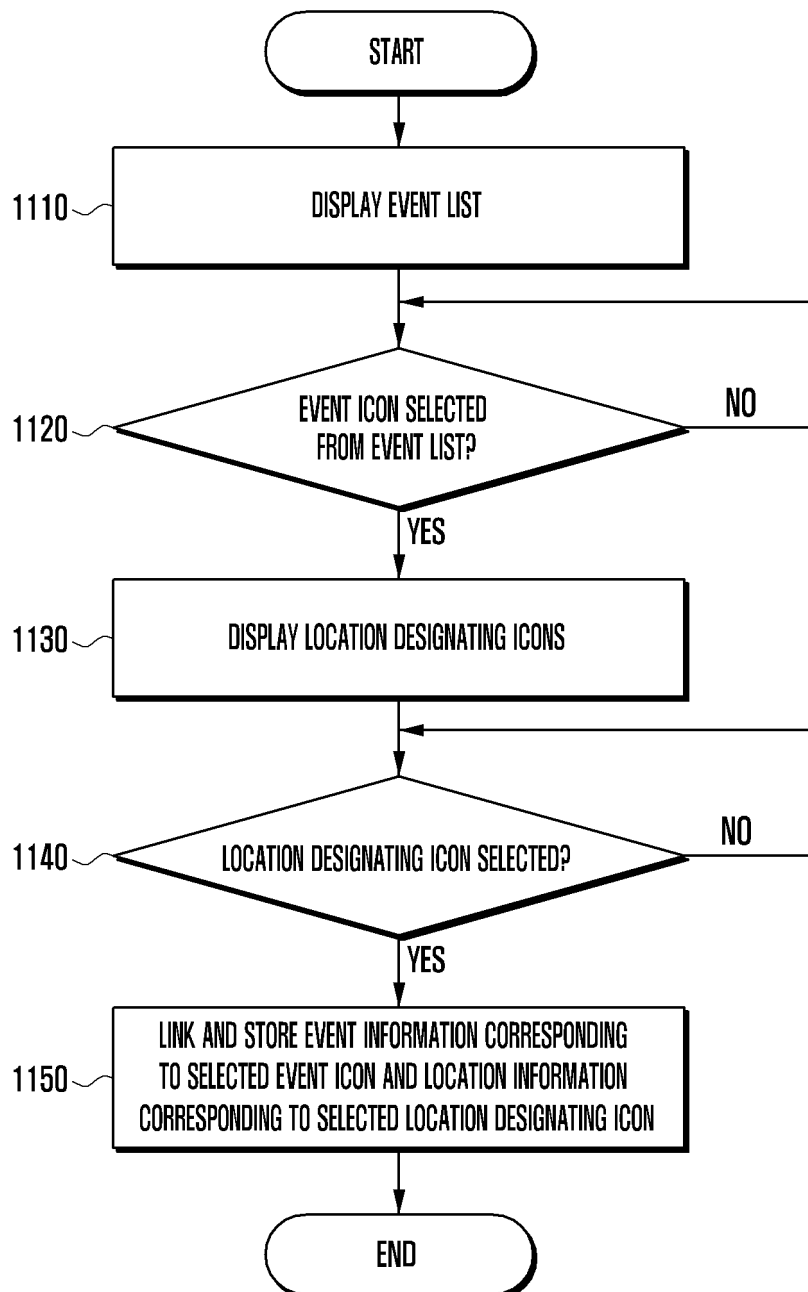 START
1110
DISPLAY EVENT LIST
1120
EVENT ICON SELECTED
FROM EVENT LIST?
NO
YES
1130
DISPLAY LOCATION DESIGNATING ICONS
1140
LOCATION DESIGNATING ICON SELECTED?
NO
YES
1150
LINK AND STORE EVENT INFORMATION CORRESPONDING
TO SELECTED EVENT ICON AND LOCATION INFORMATION
CORRESPONDING TO SELECTED LOCATION DESIGNATING ICON
END